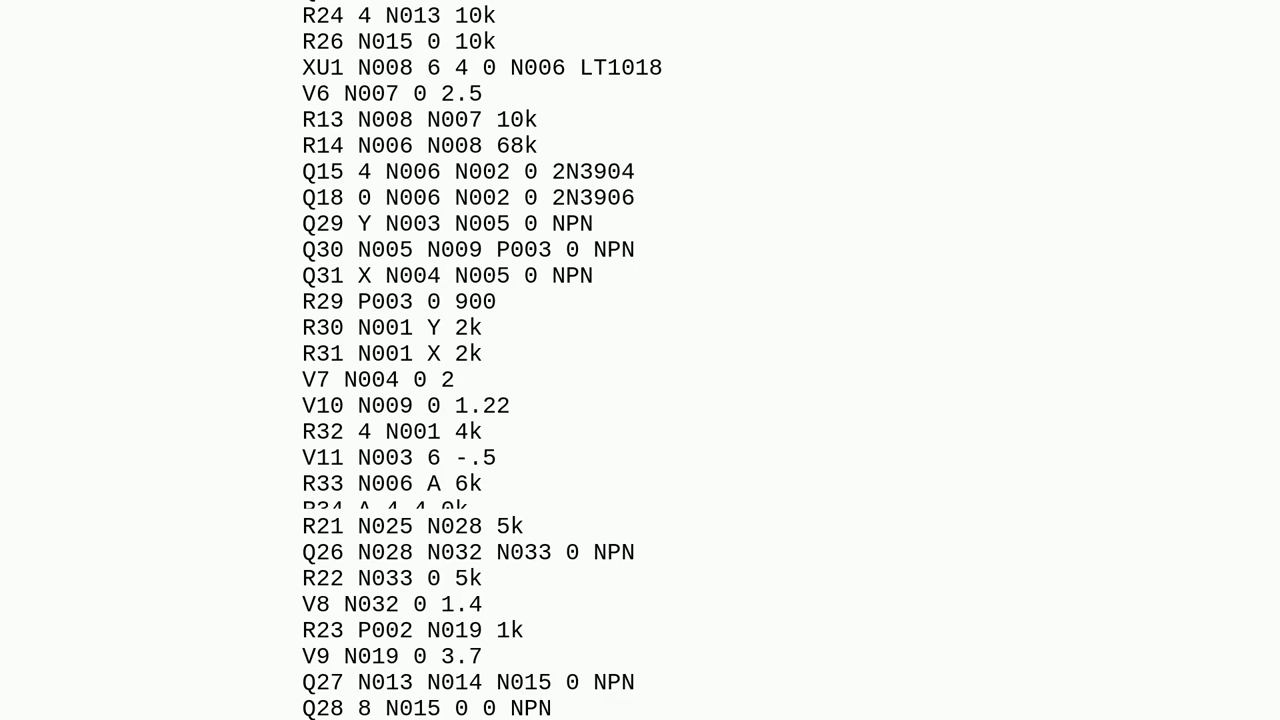 R24 4 N013 10k
R26 N015 0 10k
XU1 N008 6 4 0 N006 LT1018
V6 N007 0 2.5
R13 N008 N007 10k
R14 N006 N008 68k
Q15 4 N006 N002 0 2N3904
Q18 0 N006 N002 0 2N3906
Q29 Y N003 N005 0 NPN
Q30 N005 N009 P003 0 NPN
Q31 X N004 N005 0 NPN
R29 P003 0 900
R30 N001 Y 2k
R31 N001 X 2k
V7 N004 0 2
V10 N009 0 1.22
R32 4 N001 4k
V11 N003 6 -.5
R33 N006 A 6k
R21 N025 N028 5k
Q26 N028 N032 N033 0 NPN
R22 N033 0 5k
V8 N032 0 1.4
R23 P002 N019 1k
V9 N019 0 3.7
Q27 N013 N014 N015 0 NPN
Q28 8 N015 0 0 NPN